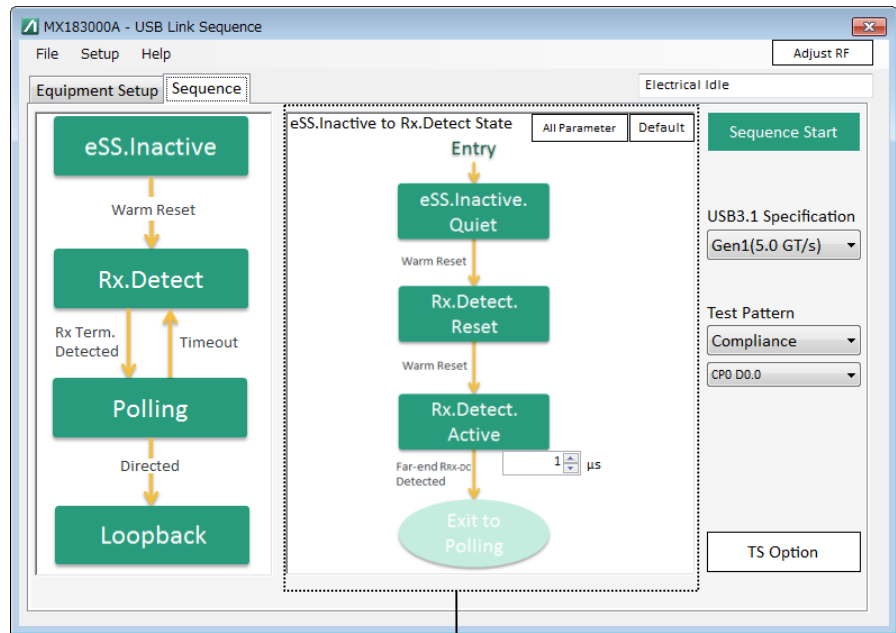 MX183000A - USB Link Sequence
File Setup Help
Adjust RF
Equipment Setup
Sequence
Electrical Idle
eSS.Inactive
Warm Reset
Rx.Detect
Rx Term.
Detected
Timeout
Polling
Directed
Loopback
eSS.Inactive to Rx.Detect State
All Parameter
Default
Entry
eSS.Inactive.
Quiet
Warm Reset
Rx.Detect.
Reset
Warm Reset
Rx.Detect.
Active
Far-end RRX-DC
Detected
1 µs
Exit to
Polling
Sequence Start
USB3.1 Specification
Gen1(5.0 GT/s)
Test Pattern
Compliance
CP0 D0.0
TS Option